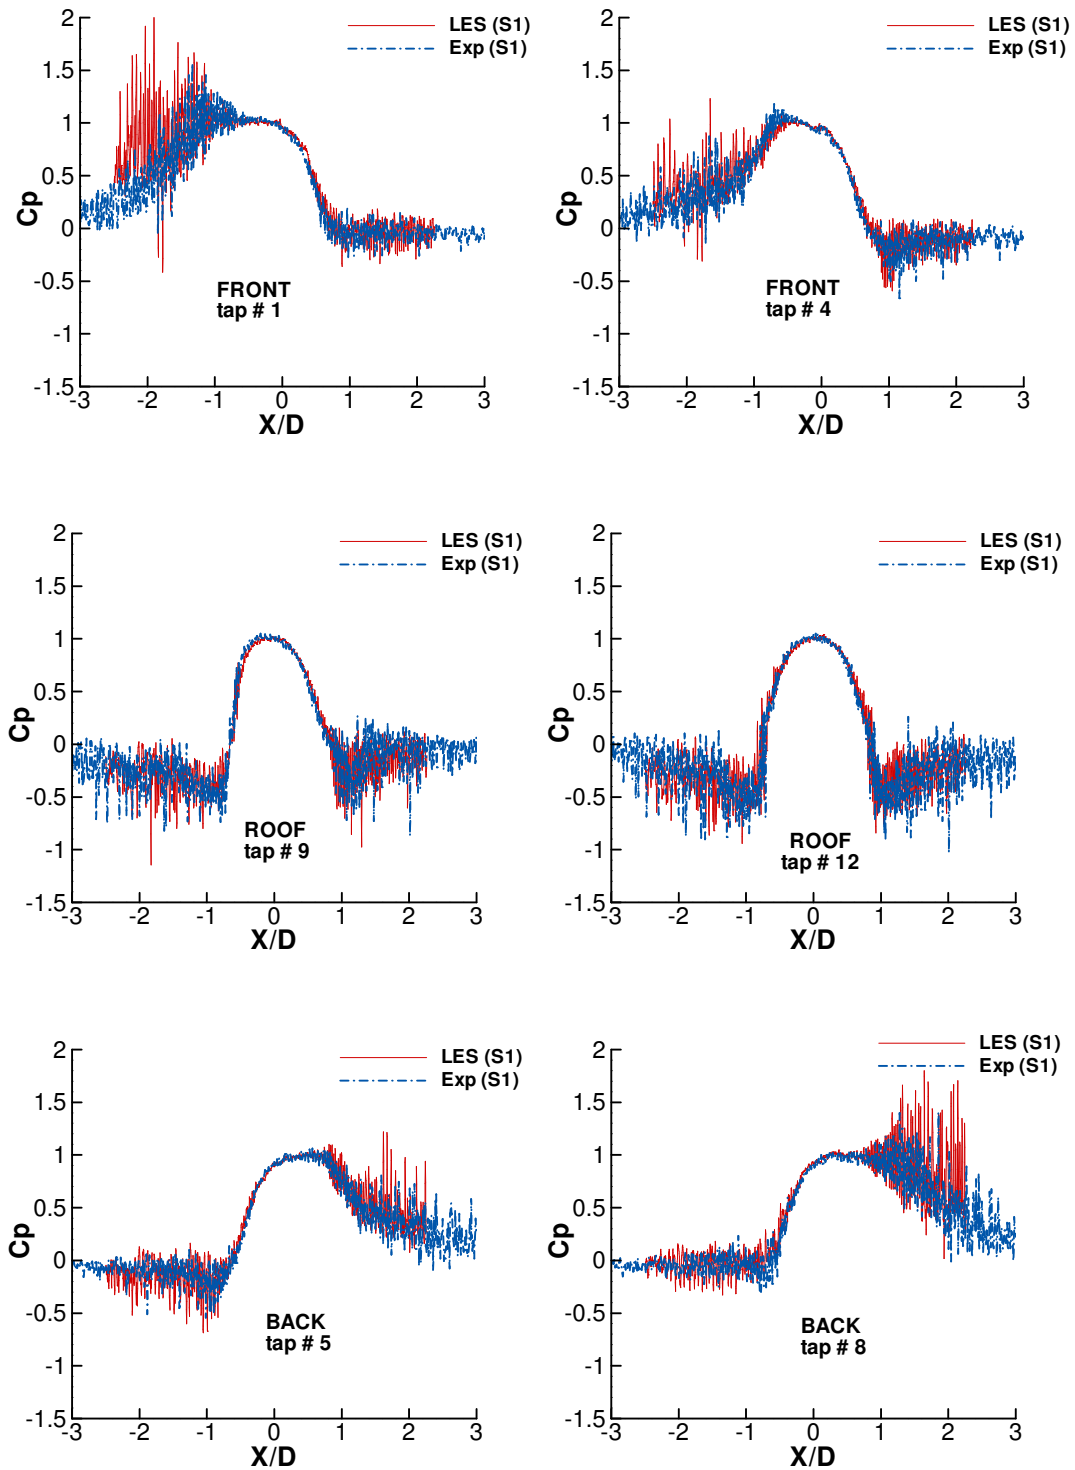 2
1.5
1
0.5
0
-0.5
-1
-1.5
Cp
LES (S1)
Exp (S1)
FRONT
tap # 1
-3 -2 -1 0 1 2 3
X/D
2
1.5
1
0.5
0
-0.5
-1
-1.5
Cp
LES (S1)
Exp (S1)
FRONT
tap # 4
-3 -2 -1 0 1 2 3
X/D
2
1.5
1
0.5
0
-0.5
-1
-1.5
Cp
LES (S1)
Exp (S1)
ROOF
tap # 9
-3 -2 -1 0 1 2 3
X/D
2
1.5
1
0.5
0
-0.5
-1
-1.5
Cp
LES (S1)
Exp (S1)
ROOF
tap # 12
-3 -2 -1 0 1 2 3
X/D
2
1.5
1
0.5
0
-0.5
-1
-1.5
Cp
LES (S1)
Exp (S1)
BACK
tap # 5
-3 -2 -1 0 1 2 3
X/D
2
1.5
1
0.5
0
-0.5
-1
-1.5
Cp
LES (S1)
Exp (S1)
BACK
tap # 8
-3 -2 -1 0 1 2 3
X/D